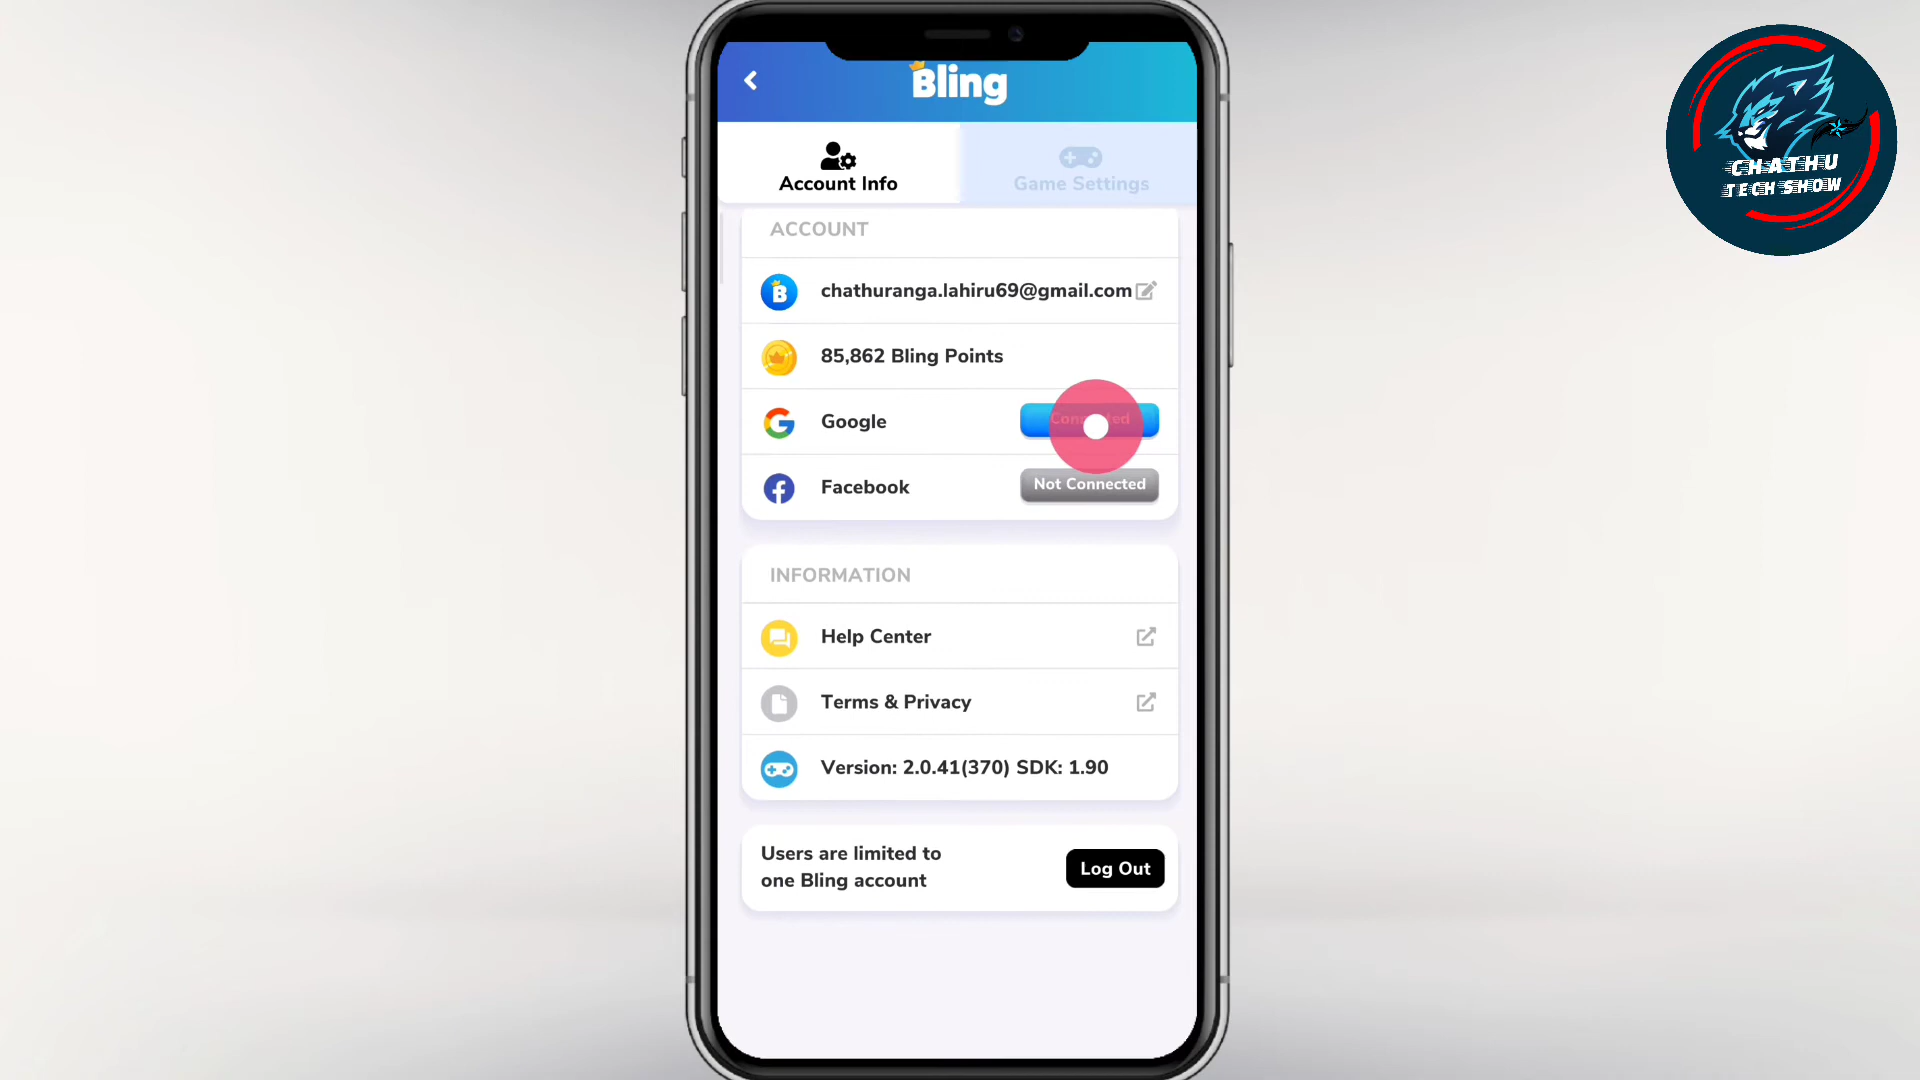 Bling
Account Info
Game Settings
ACCOUNT
chathuranga.lahiru69@gmail.com
85,862 Bling Points
Google
Connected
Facebook
Not Connected
INFORMATION
Help Center
Terms & Privacy
Version: 2.0.41(370) SDK: 1.90
Users are limited to
one Bling account
Log Out
CHATHU
TECH SHOW